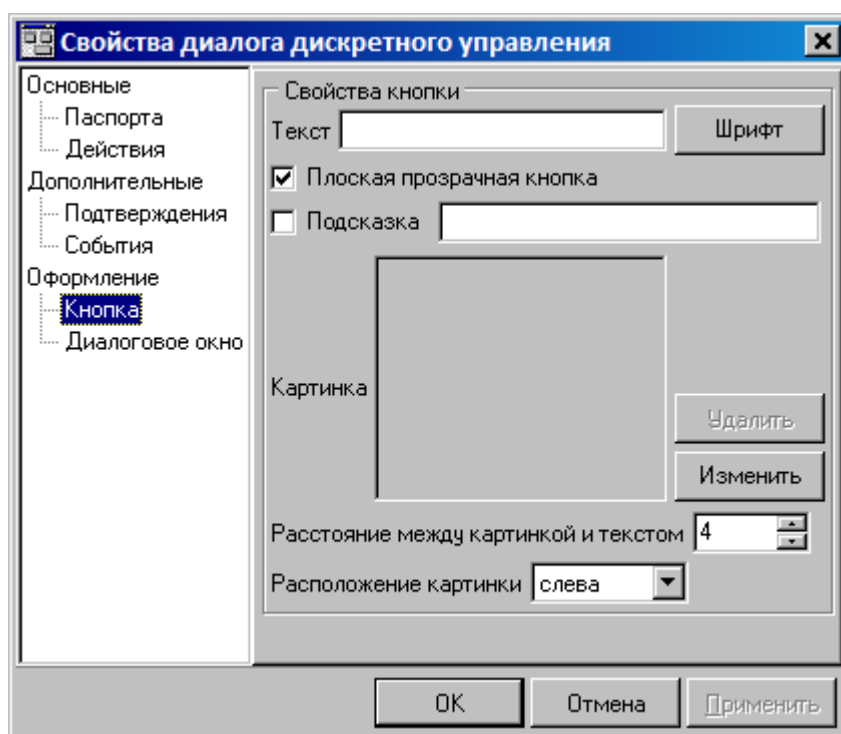 Свойства диалога дискретного управления
Основные
Паспорта
Действия
Дополнительные
Подтверждения
События
Оформление
Кнопка
Диалоговое окно
Свойства кнопки
Текст Шрифт
Плоская прозрачная кнопка
Подсказка
Картинка
Удалить
Изменить
Расстояние между картинкой и текстом 4
Расположение картинки слева
OK Отмена Применить